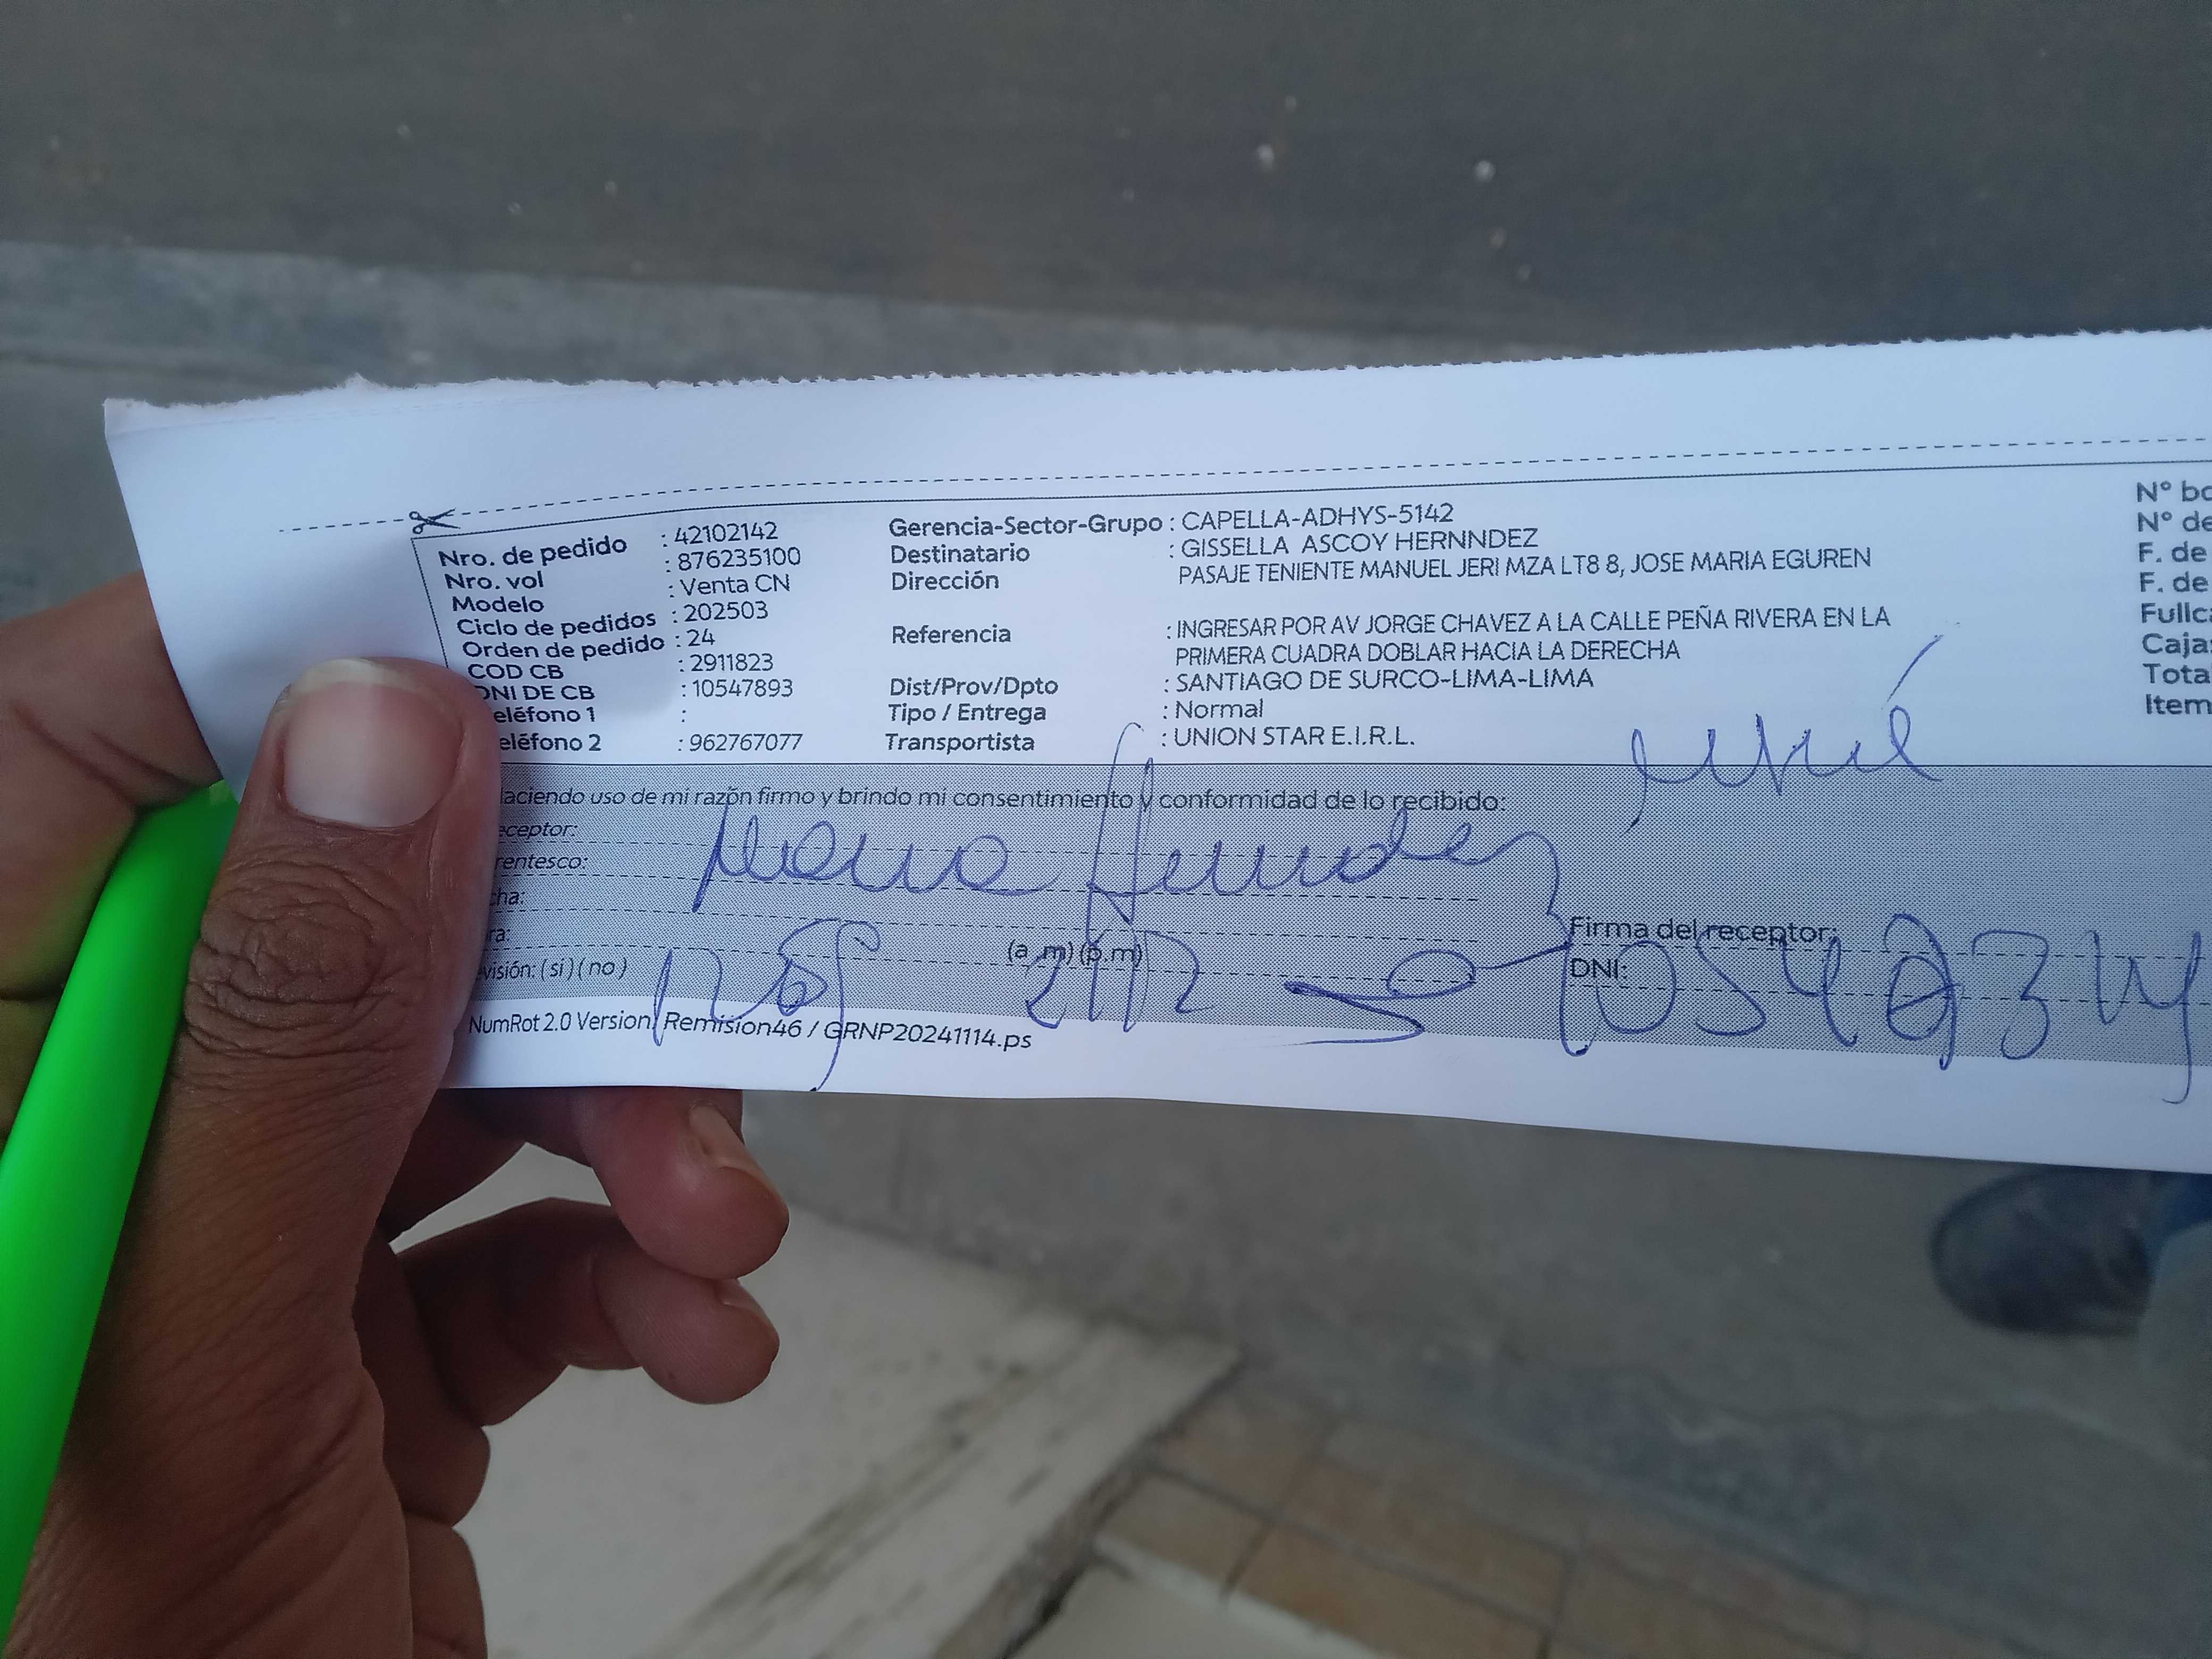 Nro. de pedido : 42102142
Nro. vol : 876235100
Modelo : Venta CN
Ciclo de pedidos : 202503
Orden de pedido : 24
COD CB : 2911823
DNI DE CB : 10547893
eléfono 1 :
eléfono 2 : 962767077
Gerencia-Sector-Grupo : CAPELLA-ADHYS-5142
Destinatario : GISSELLA ASCOY HERNNDEZ
Dirección PASAJE TENIENTE MANUEL JERI MZA LT8 8, JOSE MARIA EGUREN
Referencia : INGRESAR POR AV JORGE CHAVEZ A LA CALLE PEÑA RIVERA EN LA
PRIMERA CUADRA DOBLAR HACIA LA DERECHA
Dist/Prov/Dpto : SANTIAGO DE SURCO-LIMA-LIMA
Tipo / Entrega : Normal
Transportista : UNION STAR E.I.R.L.
N° bo
N° de
F. de
F. de
Fullca
Caja
Tota
Item
aciendo uso de mi razón firmo y brindo mi consentimiento y conformidad de lo recibido:
eceptor:
rentesco:
cha:
ra: (a.m) (p.m)
visión: ( si ) ( no )
Firma del receptor:
DNI:
NumRot 2.0 Version: Remision46 / GRNP20241114.ps